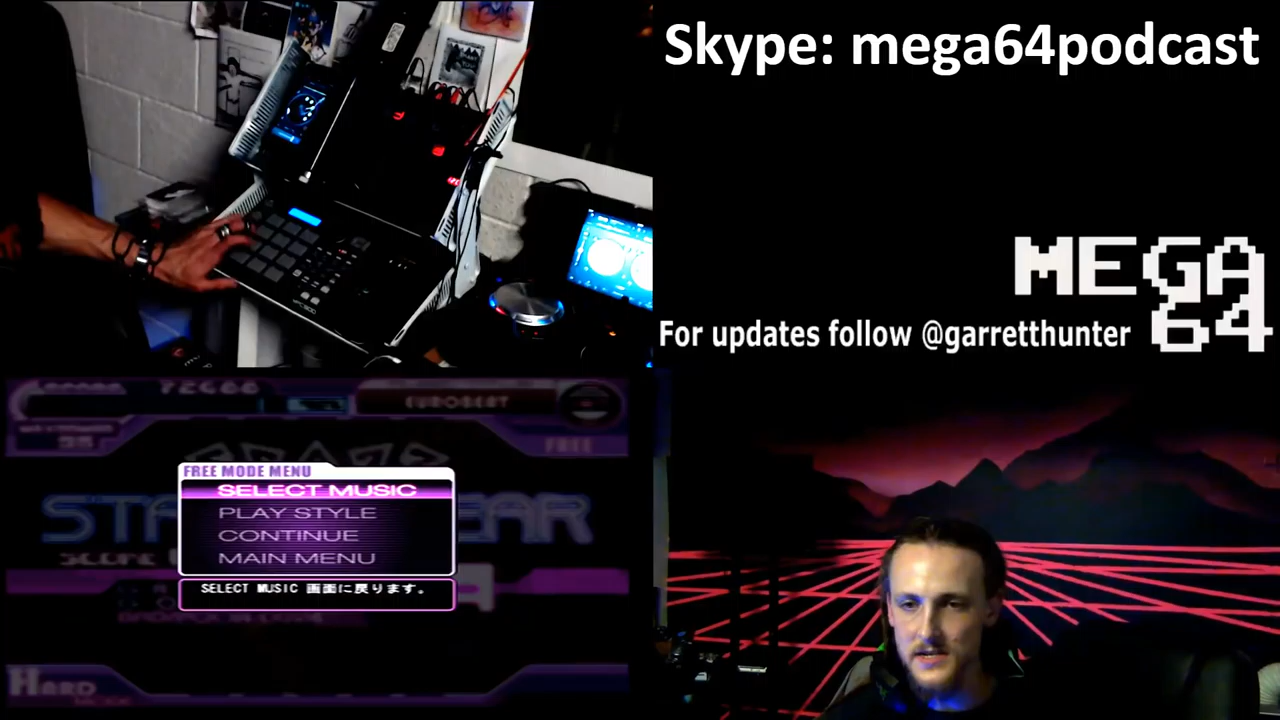 Skype: mega64podcast
MEGA
64
For updates follow @garretthunter
EUROBEAT
FREE
FREE MODE MENU
SELECT MUSIC
PLAY STYLE
CONTINUE
MAIN MENU
SELECT MUSIC 画面に戻ります。
HARD